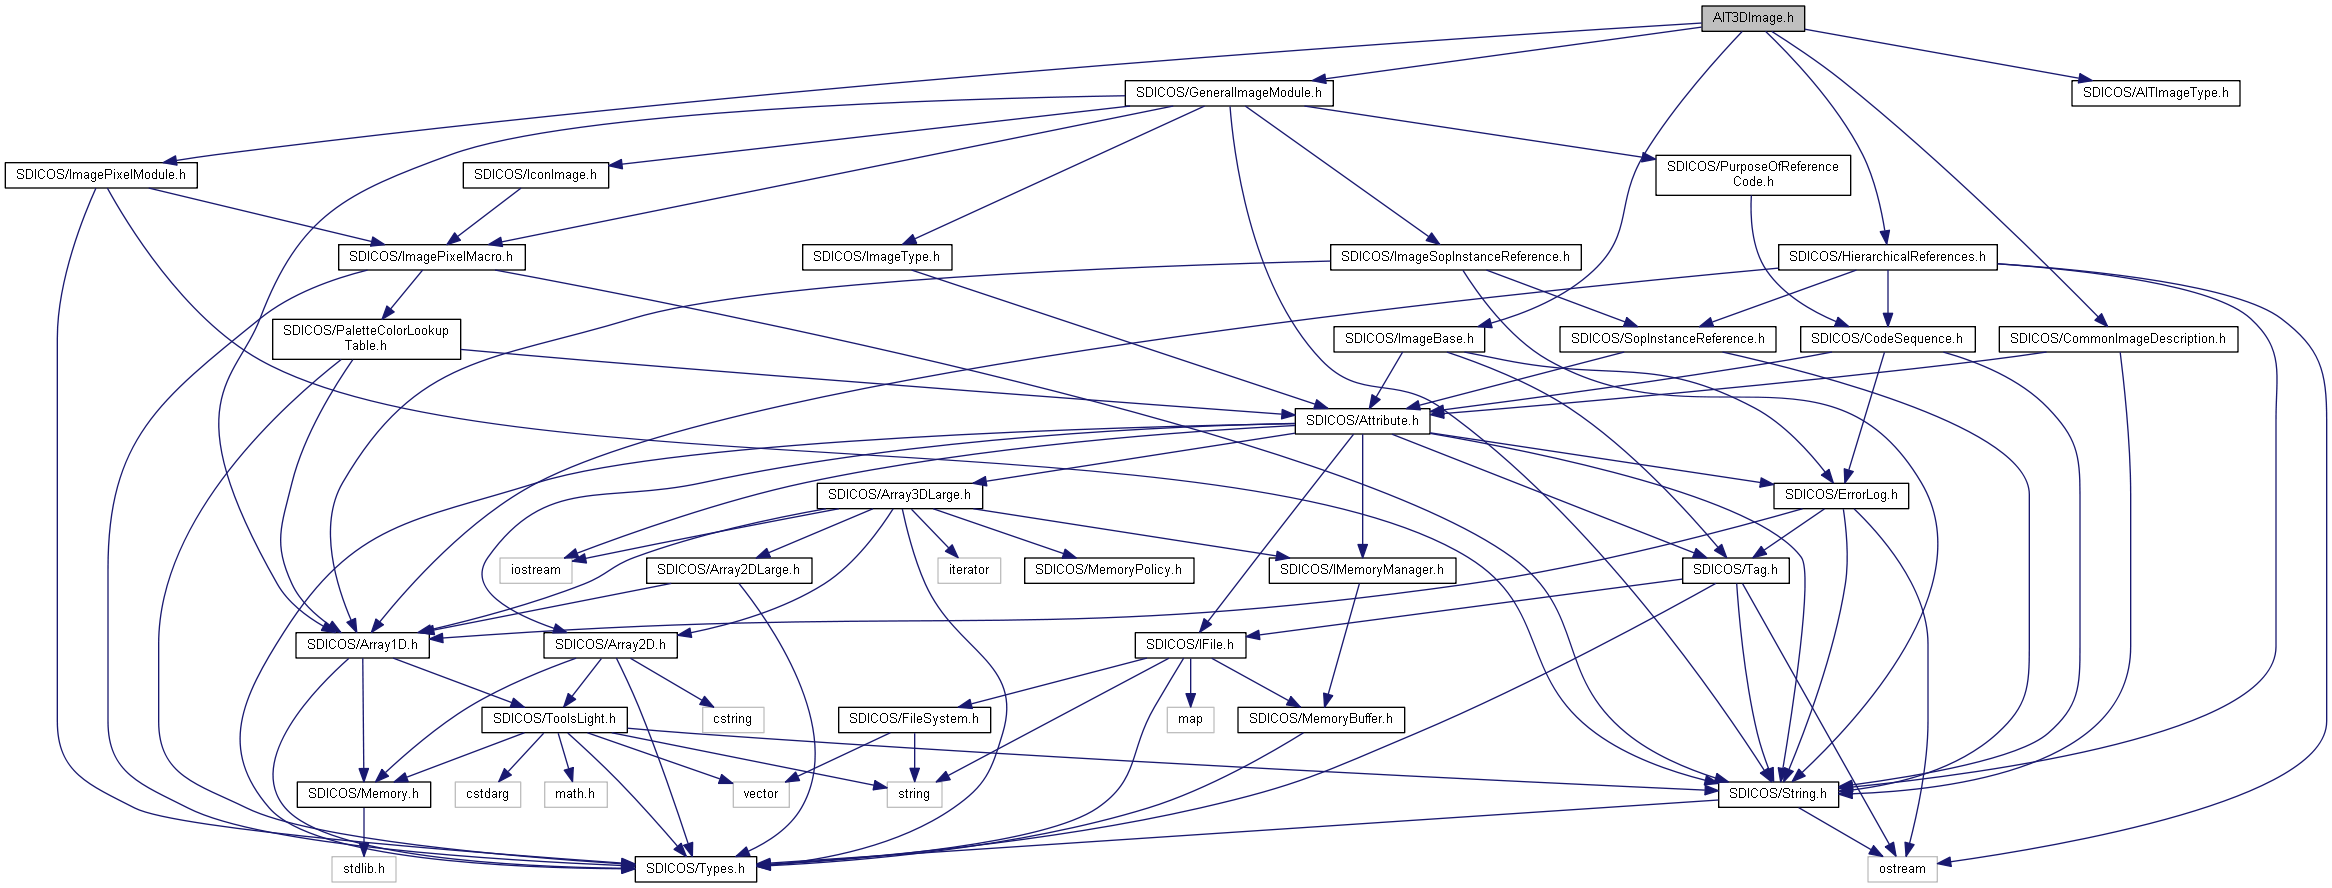 AIT3DImage.h
SDICOS/GeneralImageModule.h
SDICOS/AITImageType.h
SDICOS/ImagePixelModule.h
SDICOS/IconImage.h
SDICOS/PurposeOfReference
Code.h
SDICOS/ImagePixelMacro.h
SDICOS/ImageType.h
SDICOS/ImageSopInstanceReference.h
SDICOS/HierarchicalReferences.h
SDICOS/PaletteColorLookup
Table.h
SDICOS/ImageBase.h
SDICOS/SopInstanceReference.h
SDICOS/CodeSequence.h
SDICOS/CommonImageDescription.h
SDICOS/Attribute.h
SDICOS/Array3DLarge.h
SDICOS/ErrorLog.h
iostream
SDICOS/Array2DLarge.h
iterator
SDICOS/MemoryPolicy.h
SDICOS/IMemoryManager.h
SDICOS/Tag.h
SDICOS/Array1D.h
SDICOS/Array2D.h
SDICOS/IFile.h
SDICOS/ToolsLight.h
cstring
SDICOS/FileSystem.h
map
SDICOS/MemoryBuffer.h
SDICOS/Memory.h
cstdarg
math.h
vector
string
SDICOS/String.h
stdlib.h
SDICOS/Types.h
ostream